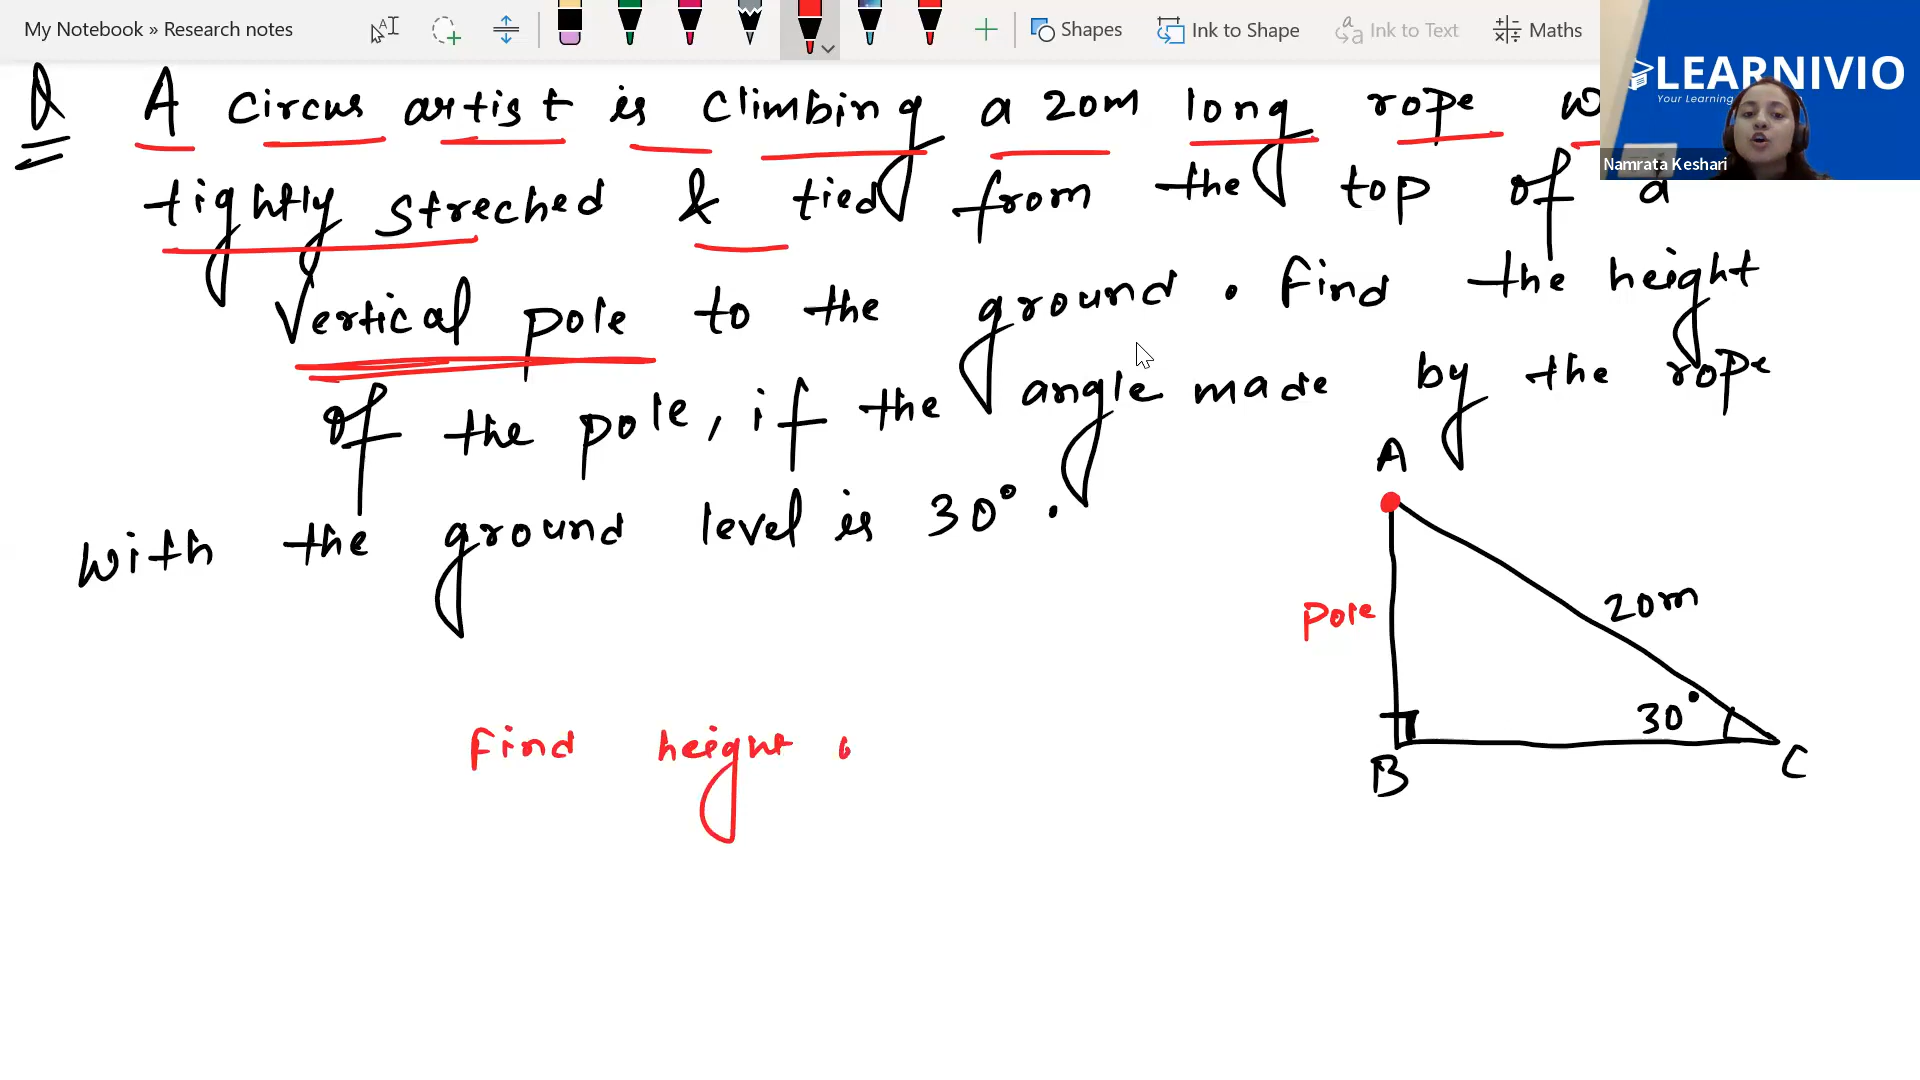 My Notebook » Research notes
Shapes
Ink to Shape
Ink to Text
Maths
LEARNIVIO
Your Learning
Namrata Keshari
Q A circus artist is climbing a 20m long rope
tightly streched & tied from the top of a
Vertical pole to the ground. Find the height
of the pole, if the angle made by the rope
with the ground level is 30°.
A
Pole
20m
30°
B
C
Find height o